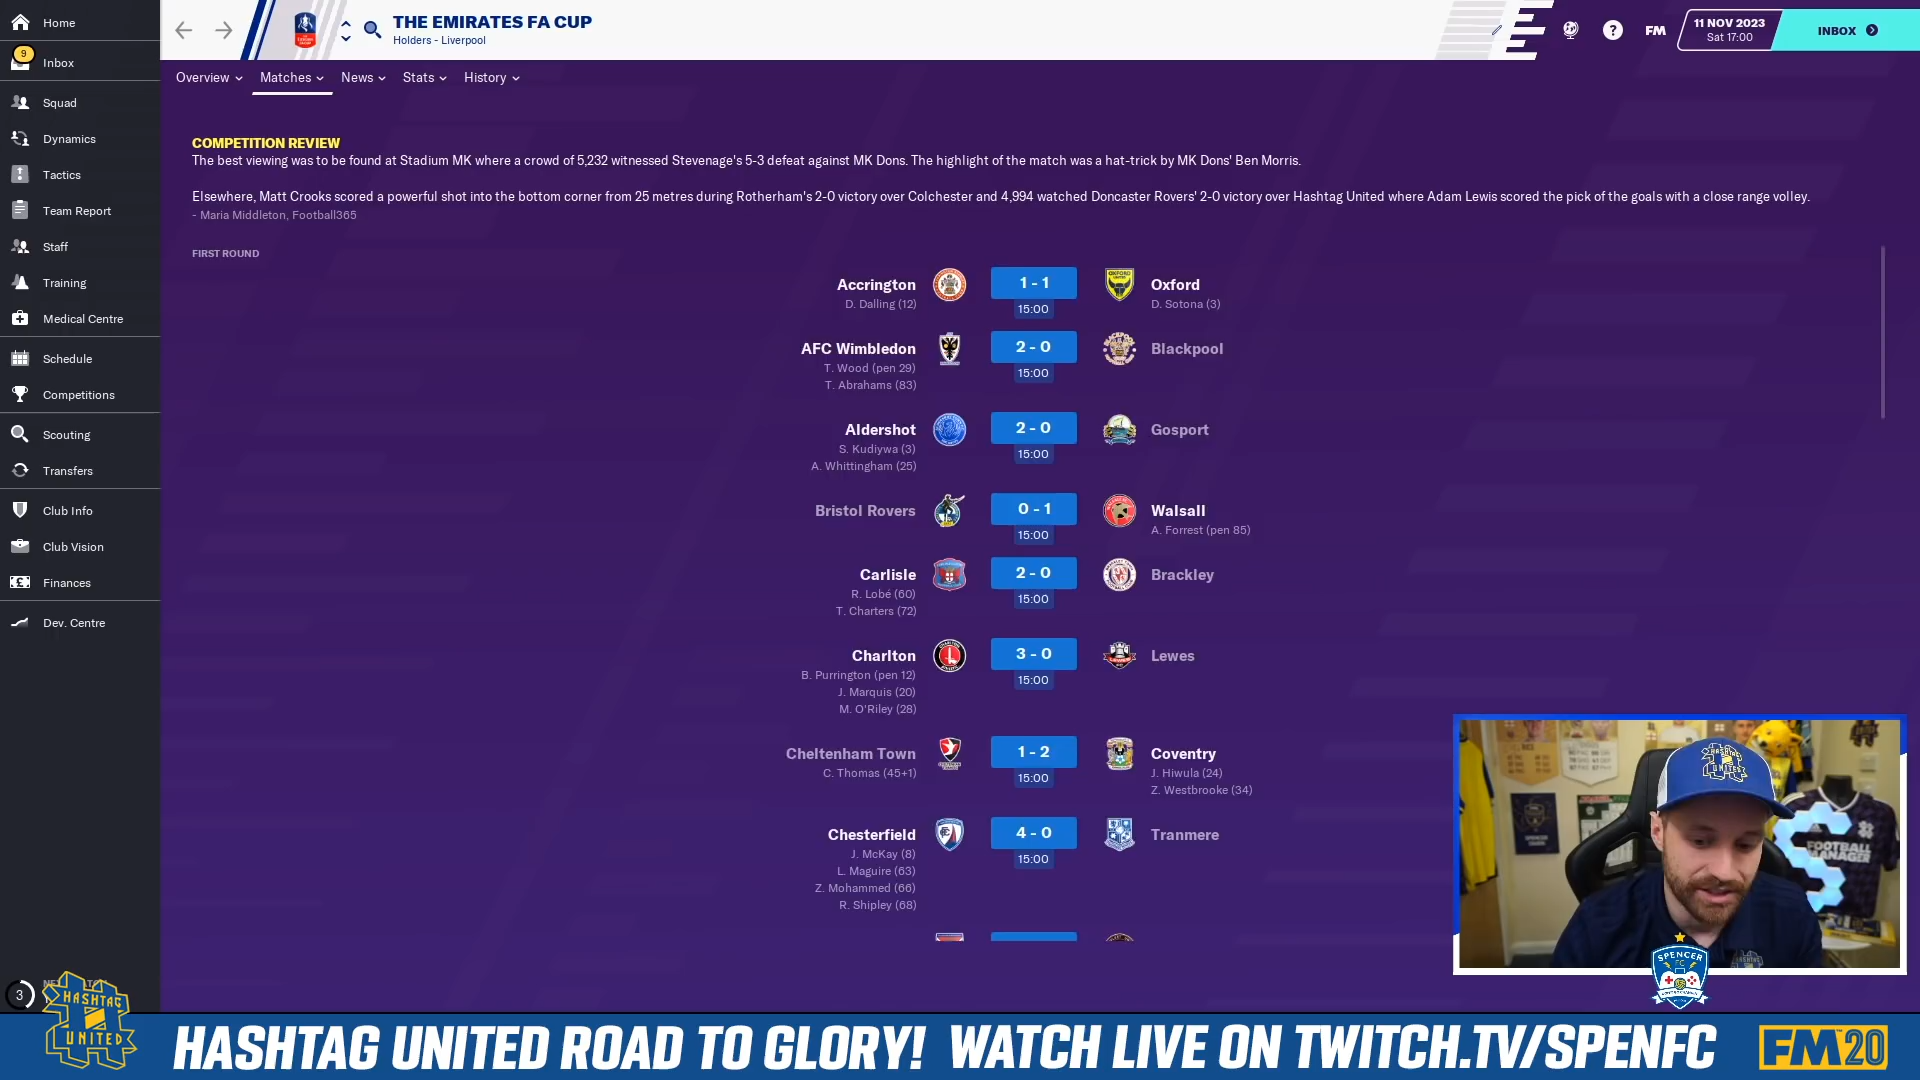 THE EMIRATES FA CUP
Holders - Liverpool
FM
11 NOV 2023
Sat 17:00
INBOX
Home
9
Inbox
Squad
Dynamics
Tactics
Team Report
Staff
Training
Medical Centre
Schedule
Competitions
Scouting
Transfers
Club Info
Club Vision
Finances
Dev. Centre
3
Overview
Matches
News
Stats
History
COMPETITION REVIEW
The best viewing was to be found at Stadium MK where a crowd of 5,232 witnessed Stevenage's 5-3 defeat against MK Dons. The highlight of the match was a hat-trick by MK Dons' Ben Morris.
Elsewhere, Matt Crooks scored a powerful shot into the bottom corner from 25 metres during Rotherham's 2-0 victory over Colchester and 4,994 watched Doncaster Rovers' 2-0 victory over Hashtag United where Adam Lewis scored the pick of the goals with a close range volley.
- Maria Middleton, Football365
FIRST ROUND
Accrington 1 - 1 Oxford
D. Dalling (12) 15:00 D. Sotona (3)
AFC Wimbledon 2 - 0 Blackpool
T. Wood (pen 29) 15:00
T. Abrahams (83)
Aldershot 2 - 0 Gosport
S. Kudiywa (3) 15:00
A. Whittingham (25)
Bristol Rovers 0 - 1 Walsall
15:00 A. Forrest (pen 85)
Carlisle 2 - 0 Brackley
R. Lobé (60) 15:00
T. Charters (72)
Charlton 3 - 0 Lewes
B. Purrington (pen 12) 15:00
J. Marquis (20)
M. O'Riley (28)
Cheltenham Town 1 - 2 Coventry
C. Thomas (45+1) 15:00 J. Hiwula (24)
Z. Westbrooke (34)
Chesterfield 4 - 0 Tranmere
J. McKay (8) 15:00
L. Maguire (63)
Z. Mohammed (66)
R. Shipley (68)
HASHTAG
UNITED
FOOTBALL
MANAGER
SPENCER
FC
HASHTAG
UNITED
HASHTAG UNITED ROAD TO GLORY! WATCH LIVE ON TWITCH.TV/SPENFC
FM20